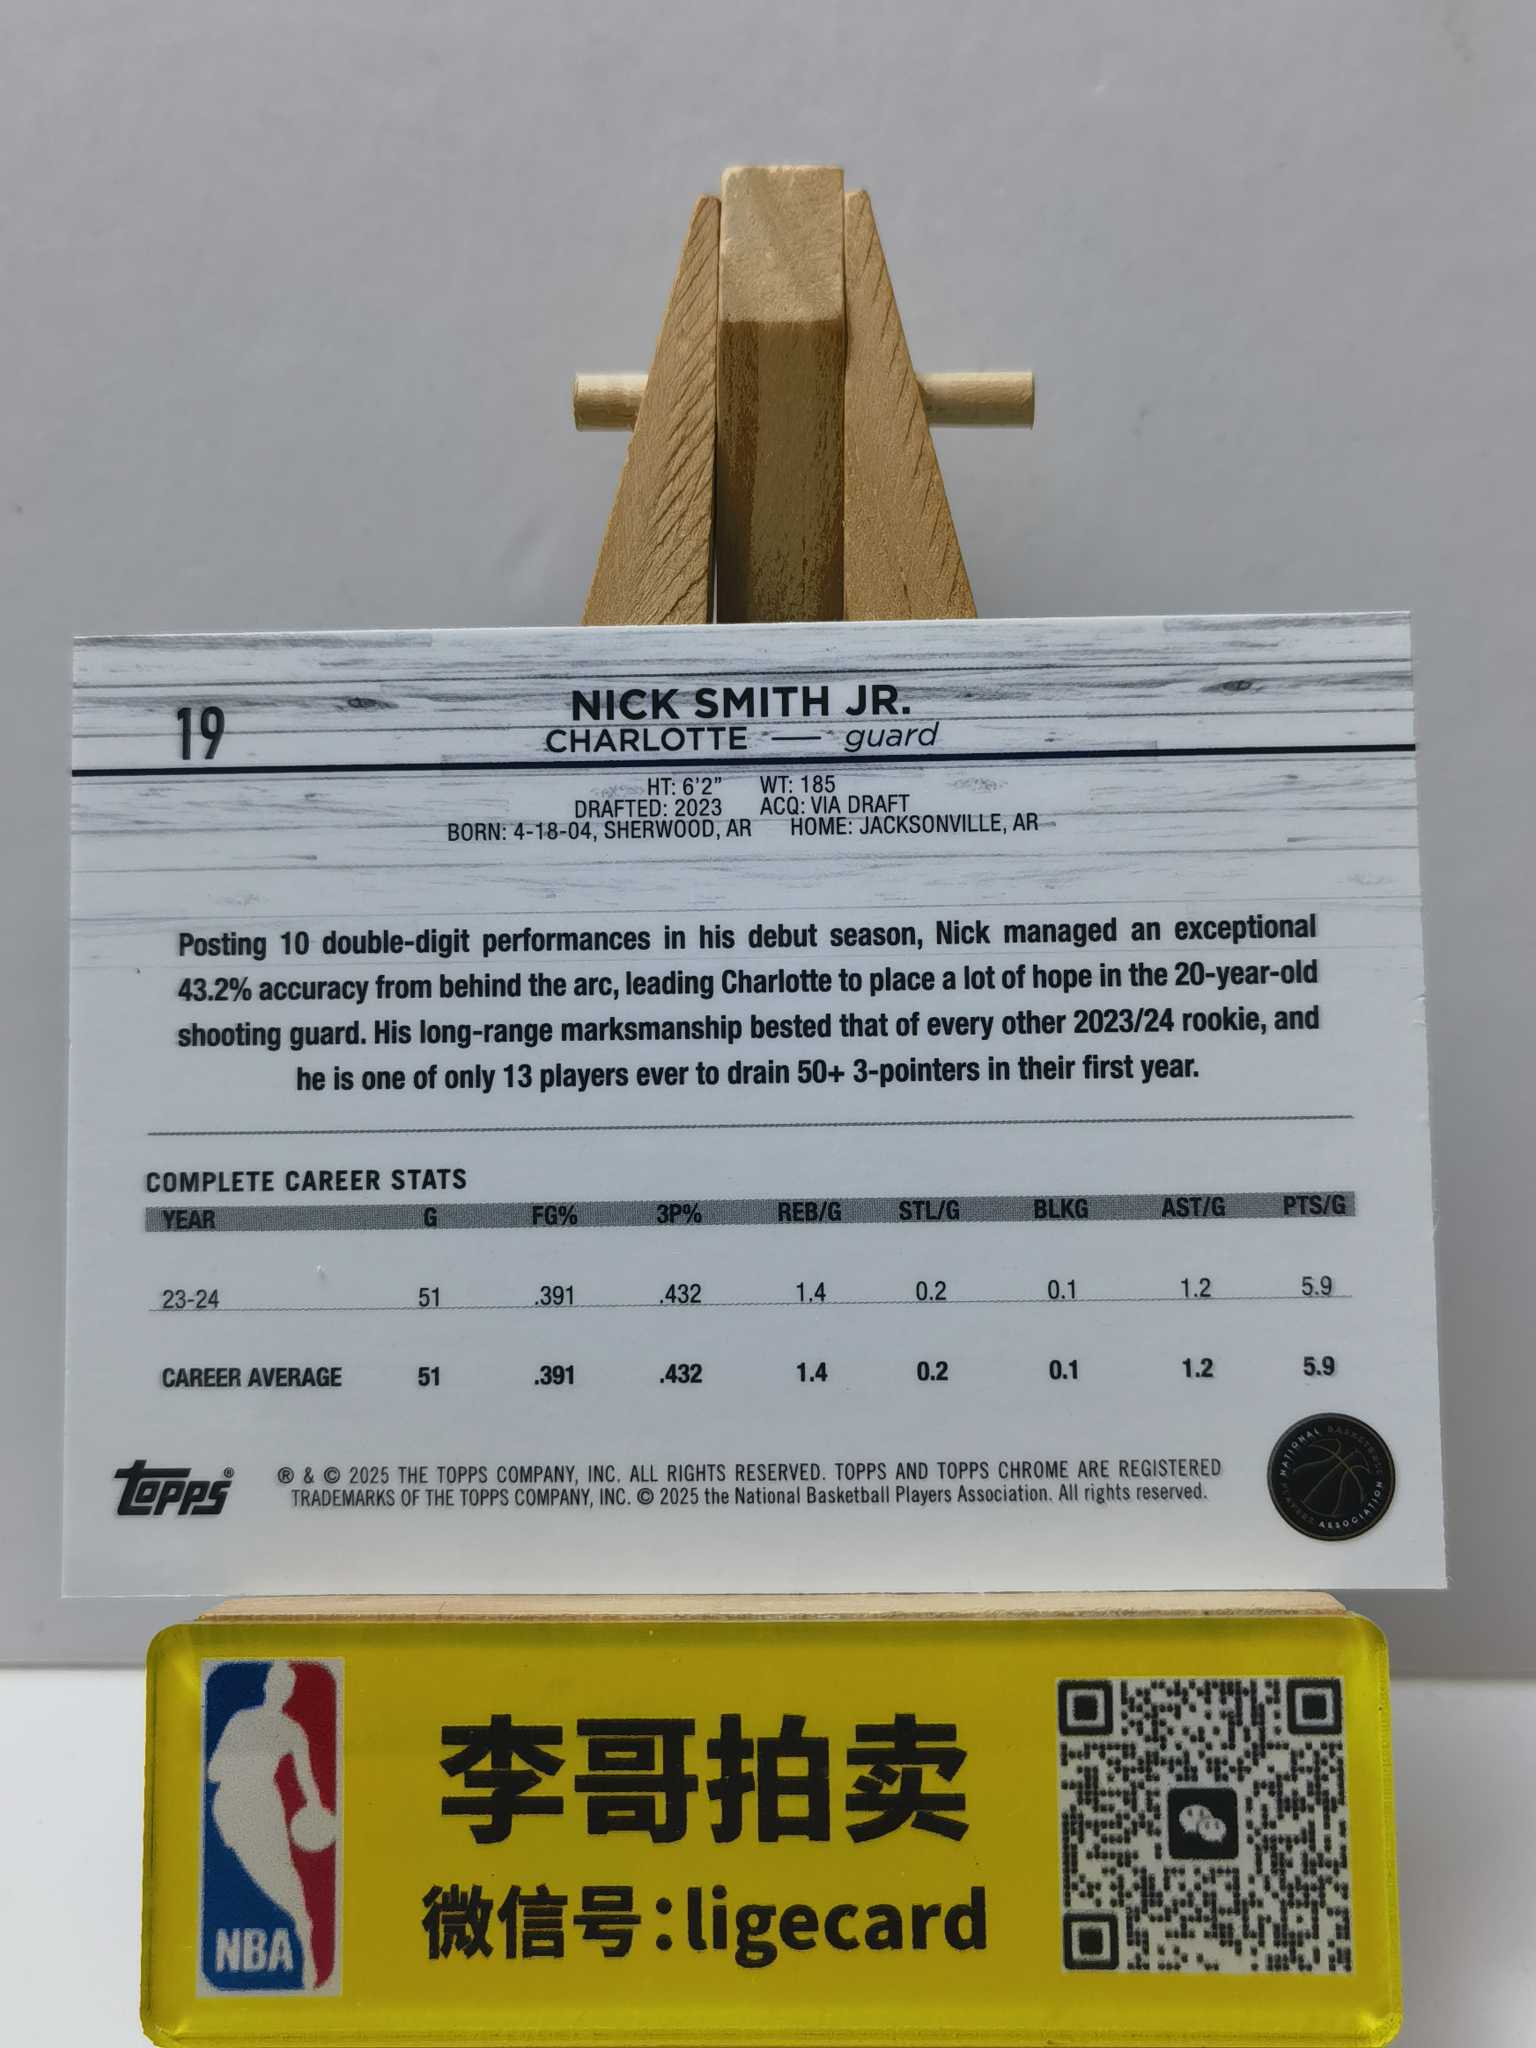 19
NICK SMITH JR.
CHARLOTTE — guard
HT: 6'2" WT: 185
DRAFTED: 2023 ACQ: VIA DRAFT
BORN: 4-18-04, SHERWOOD, AR HOME: JACKSONVILLE, AR
Posting 10 double-digit performances in his debut season, Nick managed an exceptional
43.2% accuracy from behind the arc, leading Charlotte to place a lot of hope in the 20-year-old
shooting guard. His long-range marksmanship bested that of every other 2023/24 rookie, and
he is one of only 13 players ever to drain 50+ 3-pointers in their first year.
COMPLETE CAREER STATS
YEAR G FG% 3P% REB/G STL/G BLKG AST/G PTS/G
23-24 51 .391 .432 1.4 0.2 0.1 1.2 5.9
CAREER AVERAGE 51 .391 .432 1.4 0.2 0.1 1.2 5.9
TOPPS®
® & © 2025 THE TOPPS COMPANY, INC. ALL RIGHTS RESERVED. TOPPS AND TOPPS CHROME ARE REGISTERED
TRADEMARKS OF THE TOPPS COMPANY, INC. © 2025 the National Basketball Players Association. All rights reserved.
NATIONAL BASKETBALL PLAYERS ASSOCIATION
NBA
李哥拍卖
微信号:ligecard